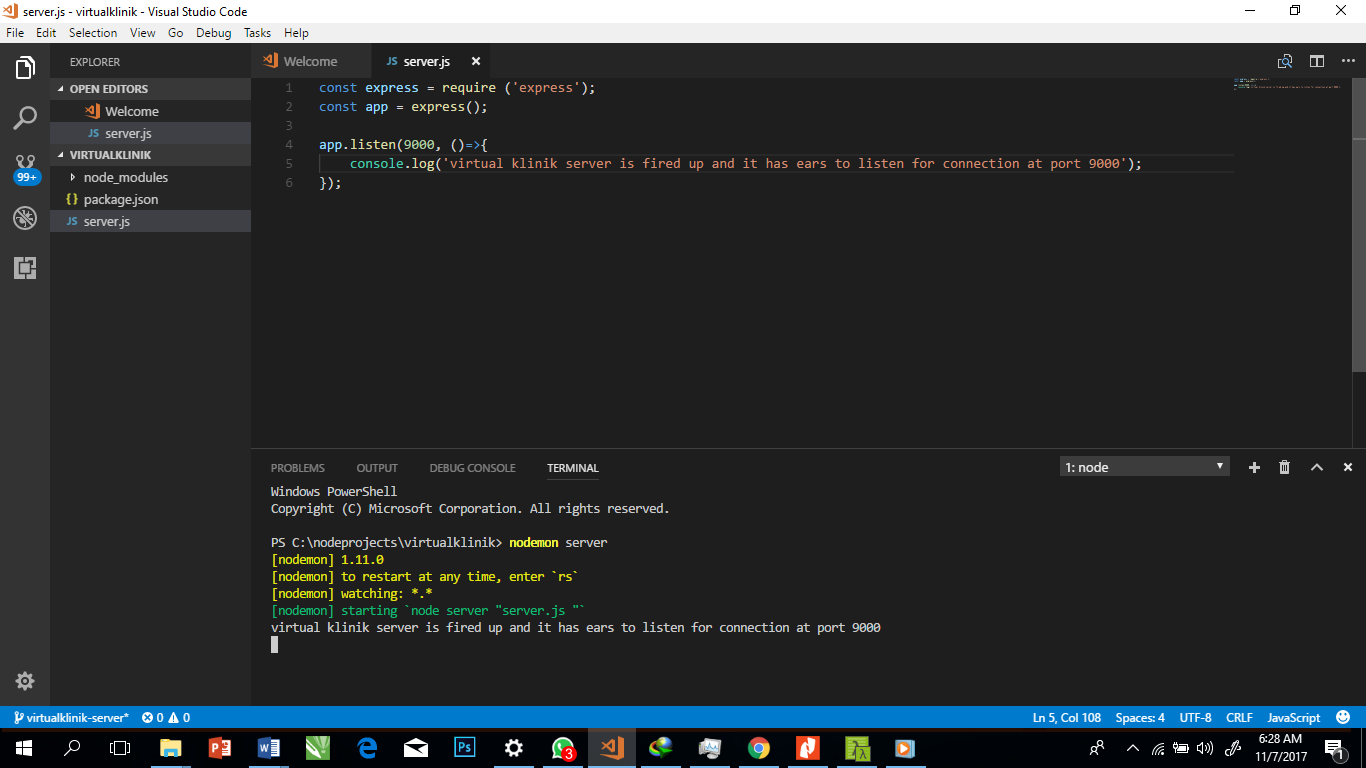 server.js - virtualklinik - Visual Studio Code
File Edit Selection View Go Debug Tasks Help
EXPLORER
OPEN EDITORS
Welcome
JS server.js
VIRTUALKLINIK
node_modules
{} package.json
JS server.js
99+
Welcome JS server.js
1 const express = require ('express');
2 const app = express();
3
4 app.listen(9000, ()=>{
5 console.log('virtual klinik server is fired up and it has ears to listen for connection at port 9000');
6 });
PROBLEMS OUTPUT DEBUG CONSOLE TERMINAL 1: node
Windows PowerShell
Copyright (C) Microsoft Corporation. All rights reserved.
PS C:\nodeprojects\virtualklinik> nodemon server
[nodemon] 1.11.0
[nodemon] to restart at any time, enter `rs`
[nodemon] watching: *.*
[nodemon] starting `node server "server.js "`
virtual klinik server is fired up and it has ears to listen for connection at port 9000
virtualklinik-server* 0 0 Ln 5, Col 108 Spaces: 4 UTF-8 CRLF JavaScript
Ps
3
6:28 AM
11/7/2017
1